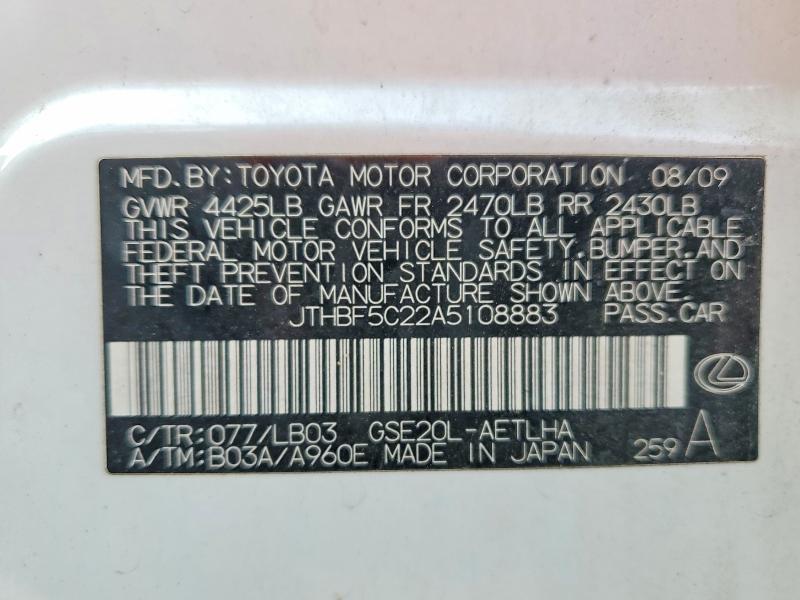 MFD.BY:TOYOTA MOTOR CORPORATION 08/09
GVWR 4425LB GAWR FR 2470LB RR 2430LB
THIS VEHICLE CONFORMS TO ALL APPLICABLE
FEDERAL MOTOR VEHICLE SAFETY,BUMPER,AND
THEFT PREVENTION STANDARDS IN EFFECT ON
THE DATE OF MANUFACTURE SHOWN ABOVE.
JTHBF5C22A5108883 PASS.CAR
C/TR:077/LB03 GSE20L-AETLHA
A/TM:B03A/A960E MADE IN JAPAN 259 A